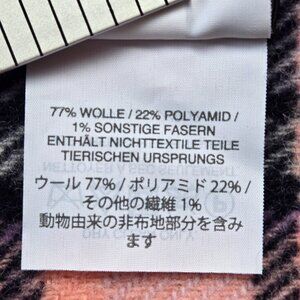 77% WOLLE / 22% POLYAMID /
1% SONSTIGE FASERN
ENTHÄLT NICHTTEXTILE TEILE
TIERISCHEN URSPRUNGS
ウール 77% / ポリアミド 22% /
その他の繊維 1%
動物由来の非布地部分を含み
ます